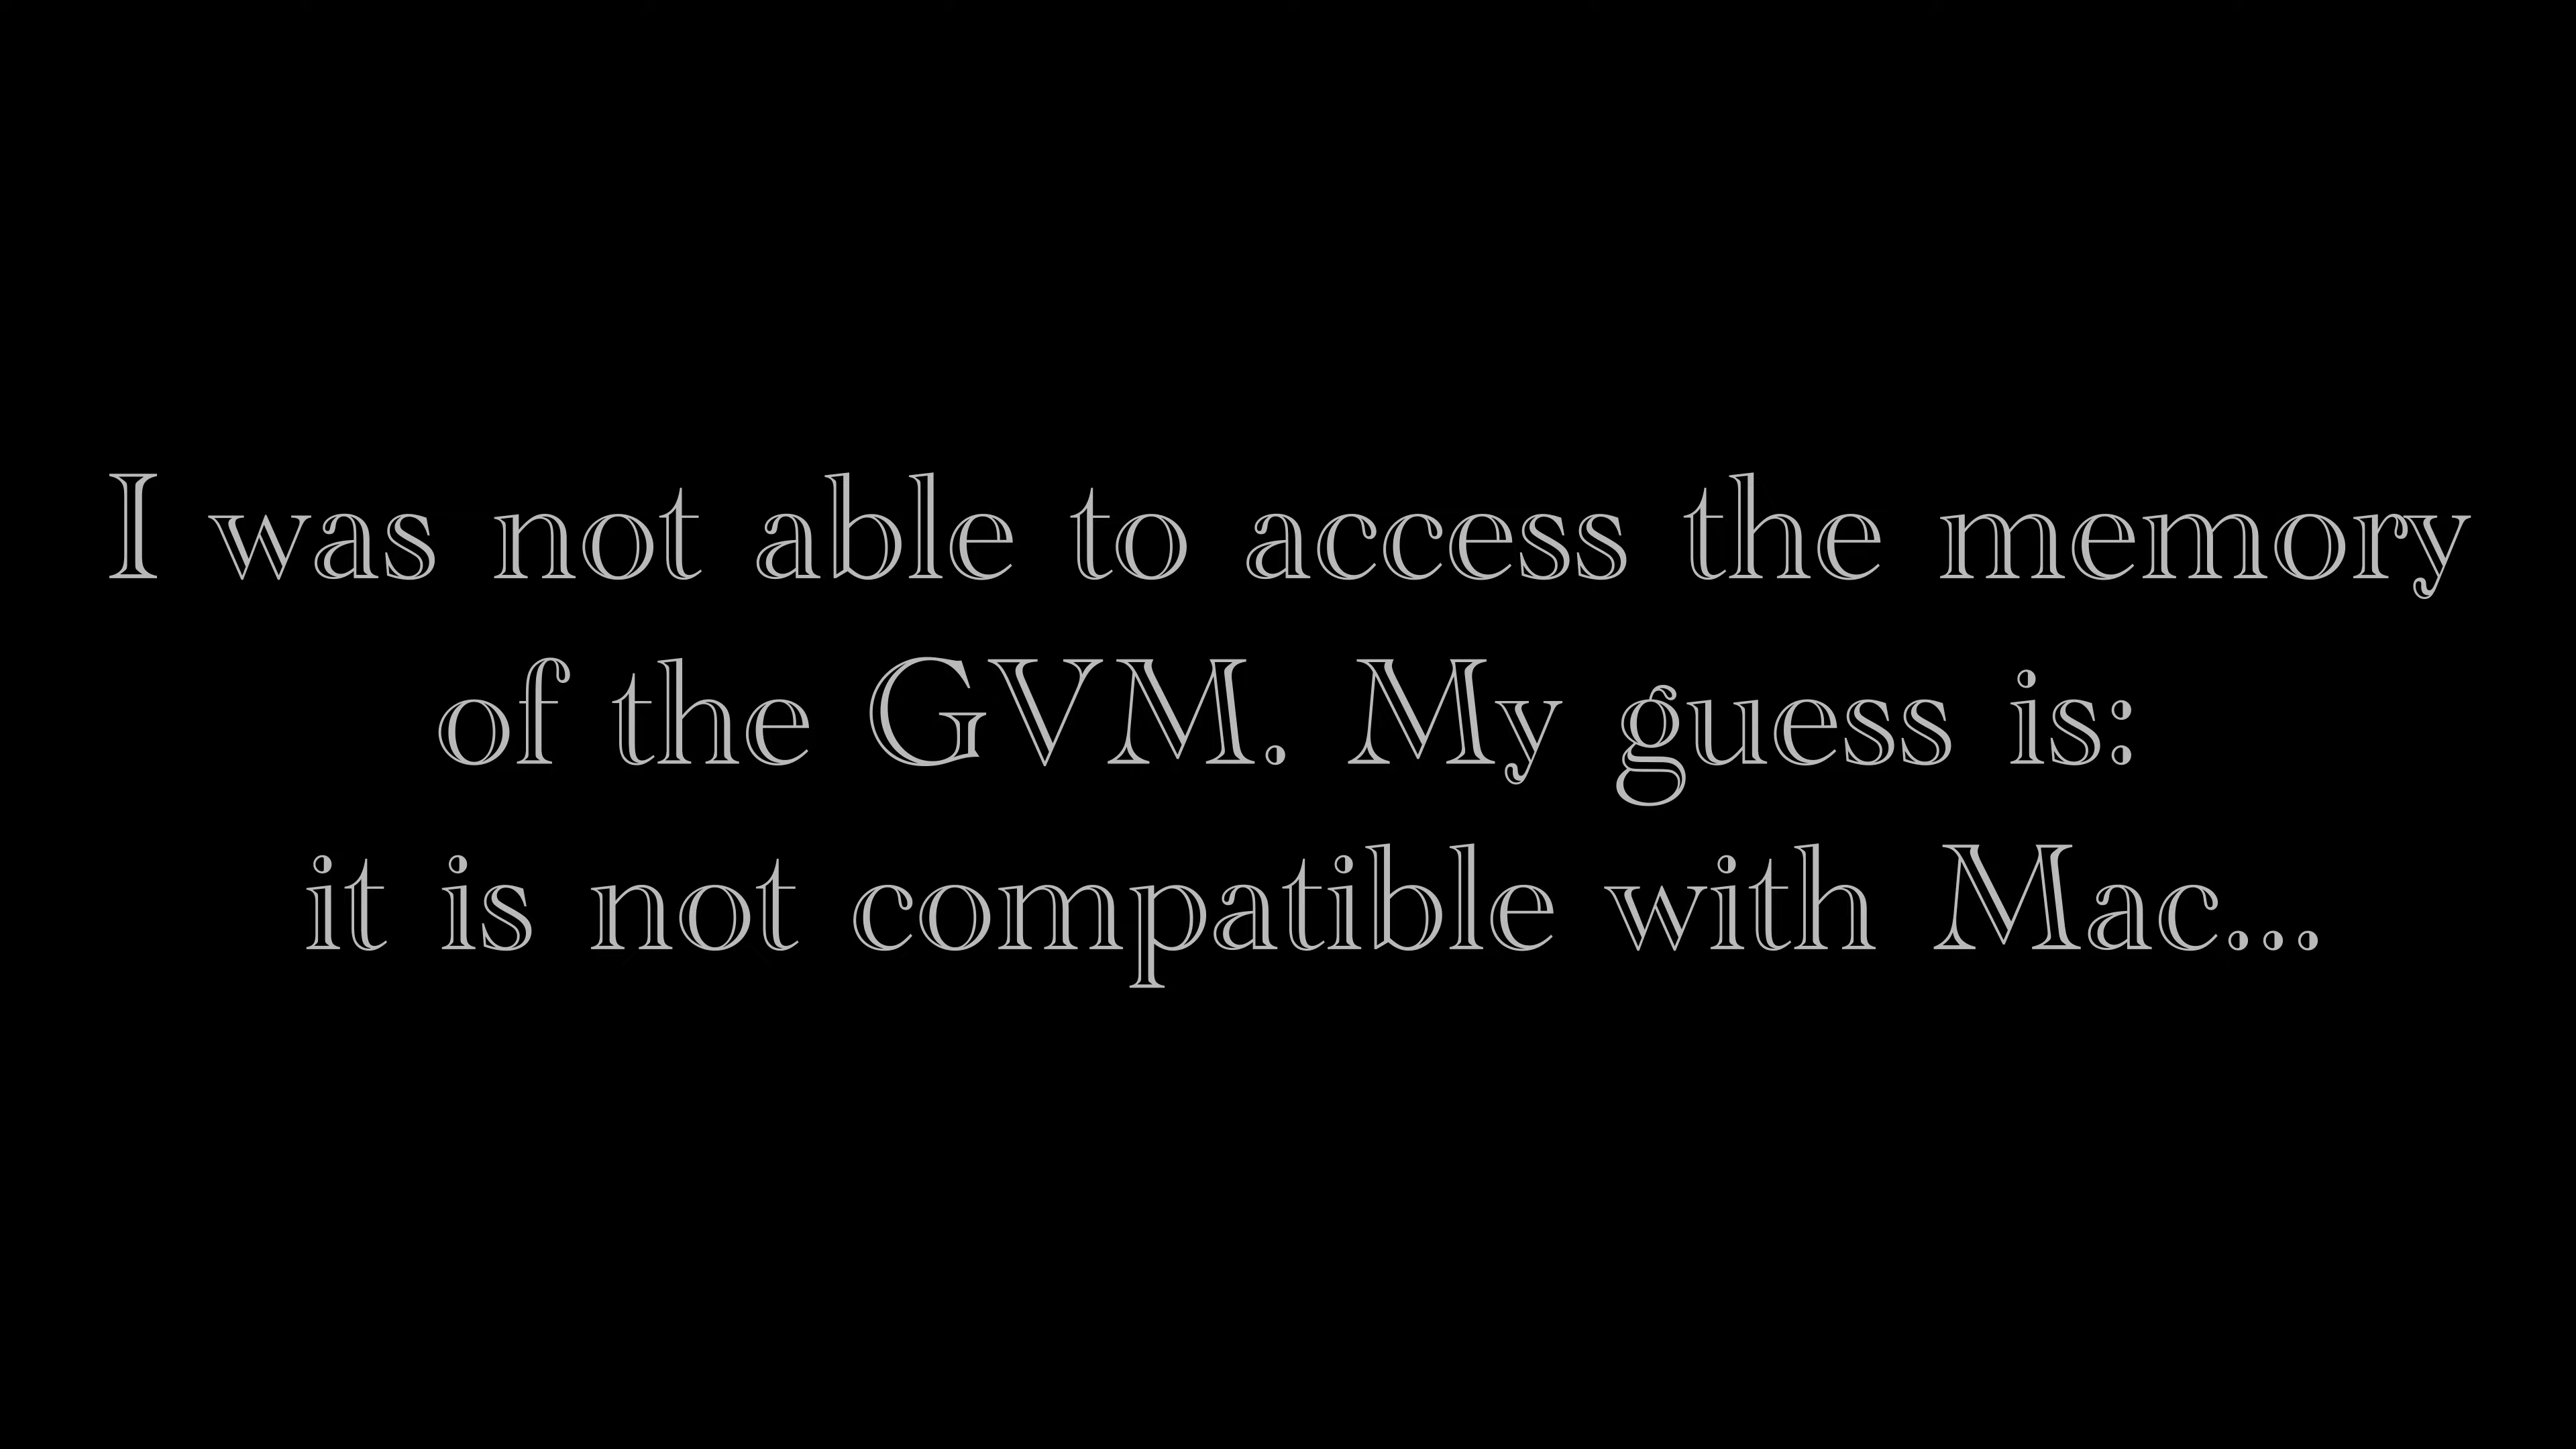 I was not able to access the memory
of the GVM. My guess is:
it is not compatible with Mac...